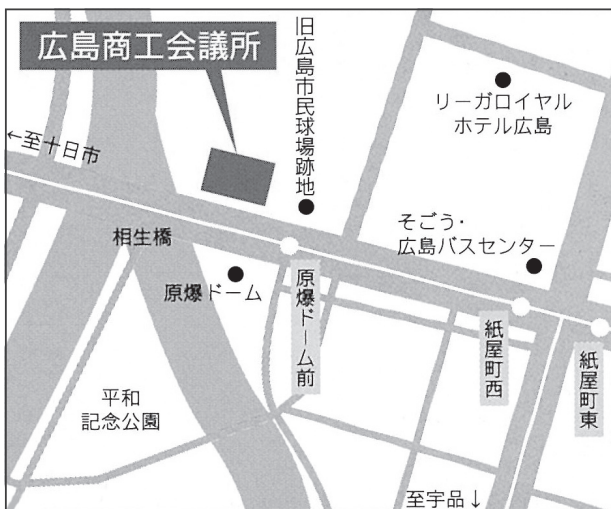 広島商工会議所
旧広島市民球場跡地
リーガロイヤル
ホテル広島
←至十日市
そごう・
広島バスセンター
相生橋
原爆ドーム
原爆ドーム前
紙屋町西
紙屋町東
平和
記念公園
至宇品↓